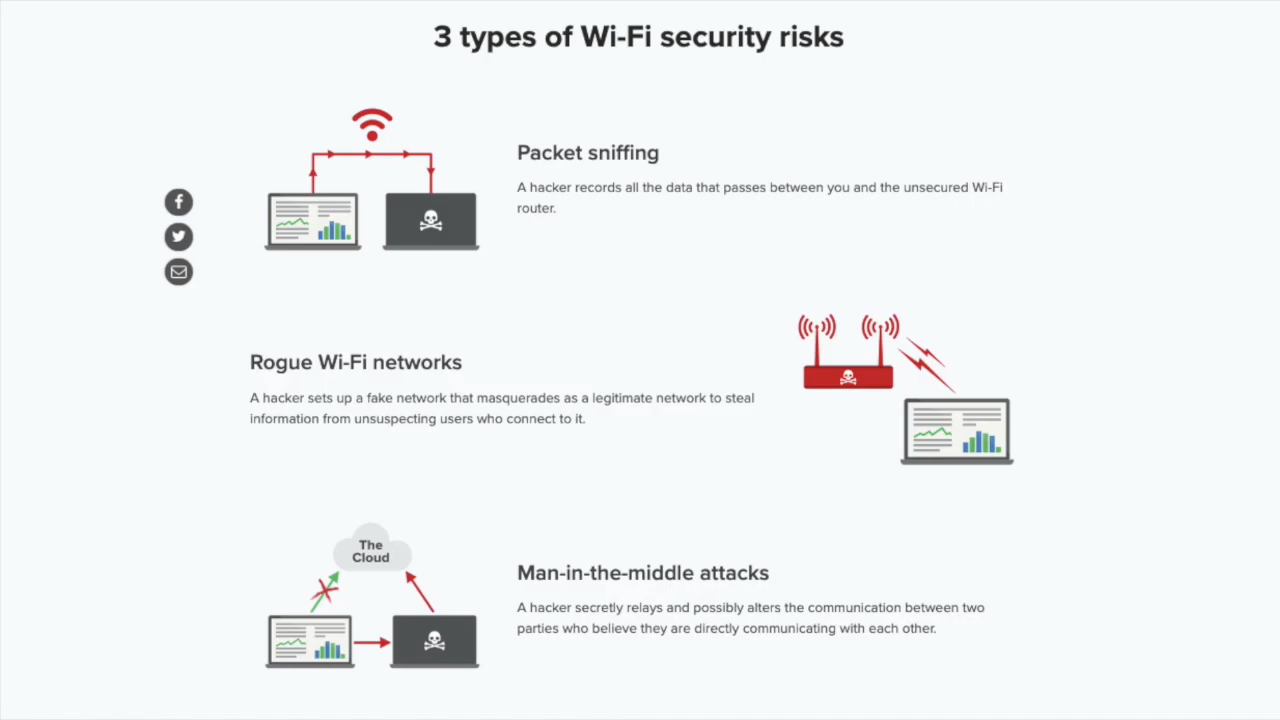 3 types of Wi-Fi security risks
Packet sniffing
A hacker records all the data that passes between you and the unsecured Wi-Fi
router.
Rogue Wi-Fi networks
A hacker sets up a fake network that masquerades as a legitimate network to steal
information from unsuspecting users who connect to it.
The
Cloud
Man-in-the-middle attacks
A hacker secretly relays and possibly alters the communication between two
parties who believe they are directly communicating with each other.